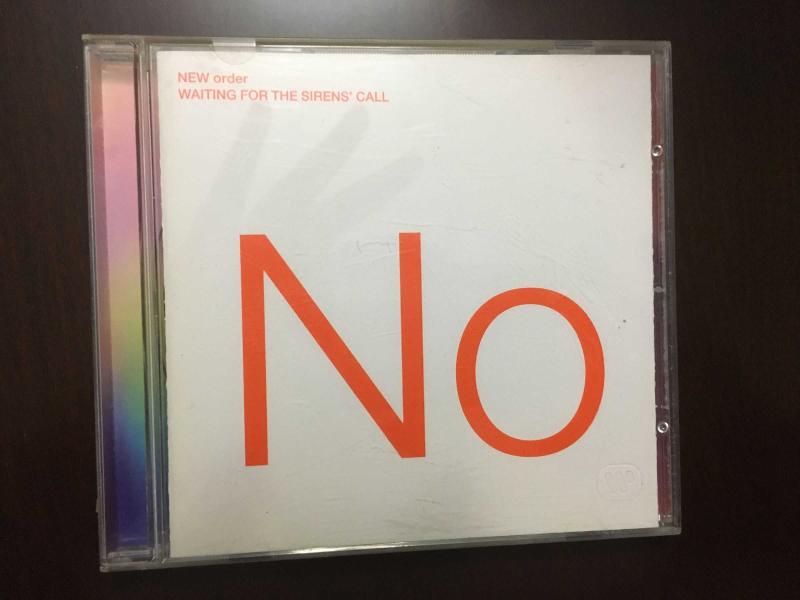 NEW order
WAITING FOR THE SIRENS' CALL
No